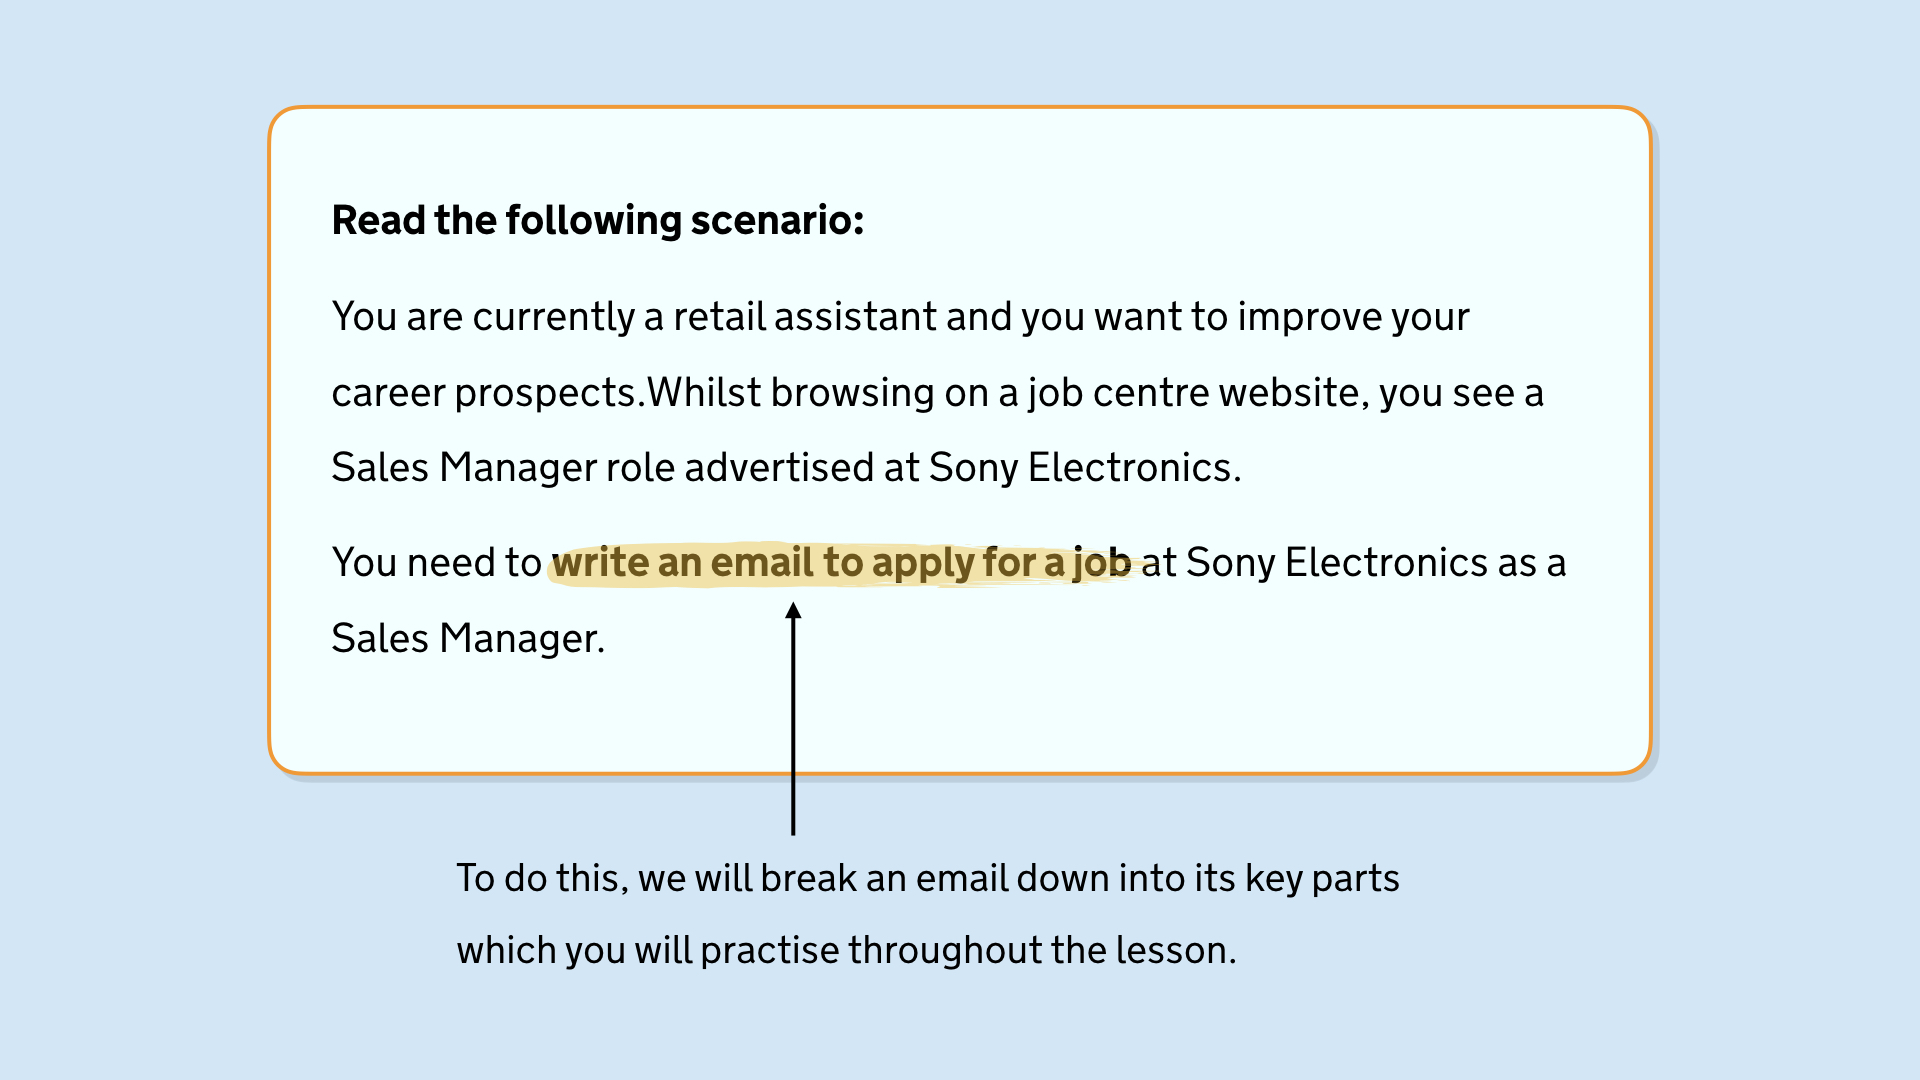 Read the following scenario:
You are currently a retail assistant and you want to improve your
career prospects.Whilst browsing on a job centre website, you see a
Sales Manager role advertised at Sony Electronics.
You need to write an email to apply for a job at Sony Electronics as a
Sales Manager.
To do this, we will break an email down into its key parts
which you will practise throughout the lesson.